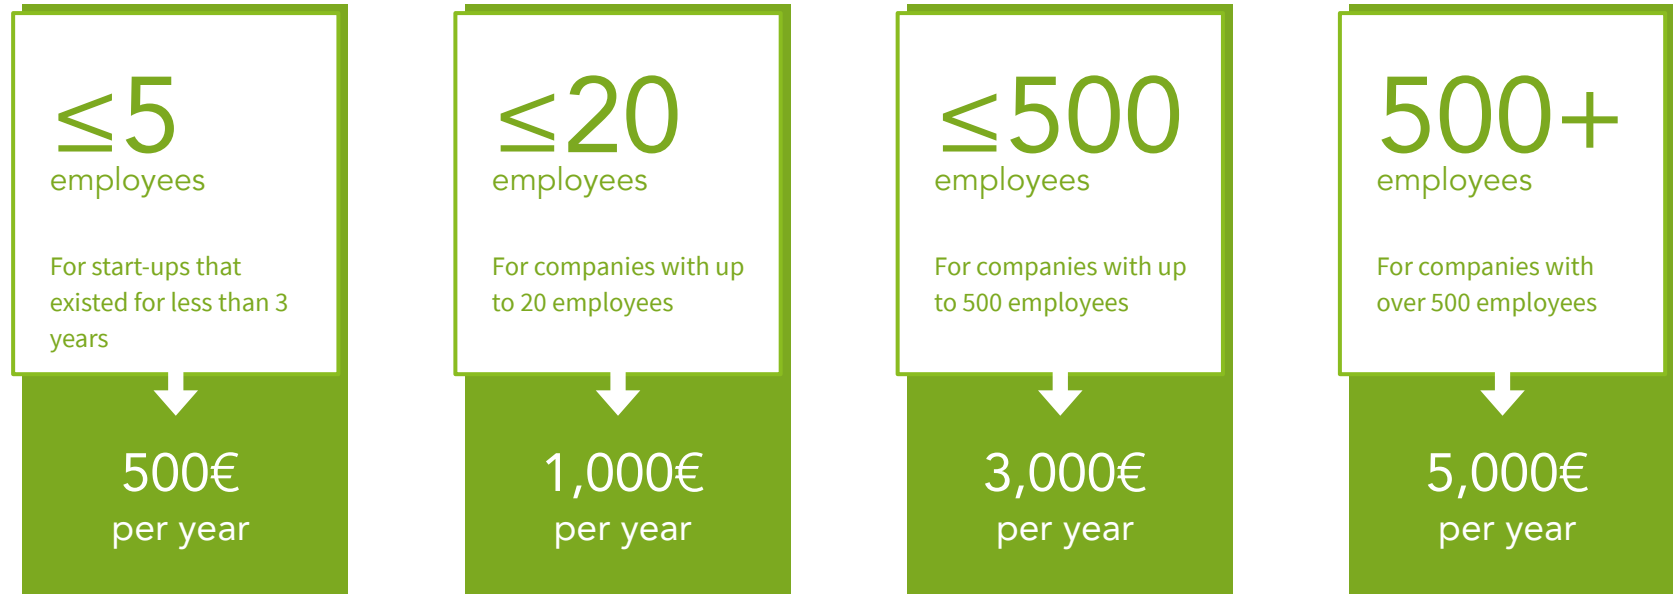 ≤5
employees
For start-ups that
existed for less than 3
years
500€
per year
≤20
employees
For companies with up
to 20 employees
1,000€
per year
≤500
employees
For companies with up
to 500 employees
3,000€
per year
500+
employees
For companies with
over 500 employees
5,000€
per year